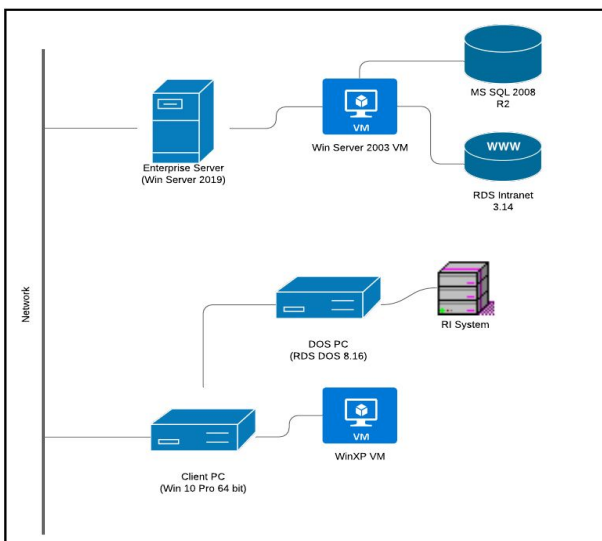 MS SQL 2008
R2
VM
Win Server 2003 VM
WWW
Enterprise Server
(Win Server 2019)
RDS Intranet
3.14
Network
RI System
DOS PC
(RDS DOS 8.16)
VM
WinXP VM
Client PC
(Win 10 Pro 64 bit)